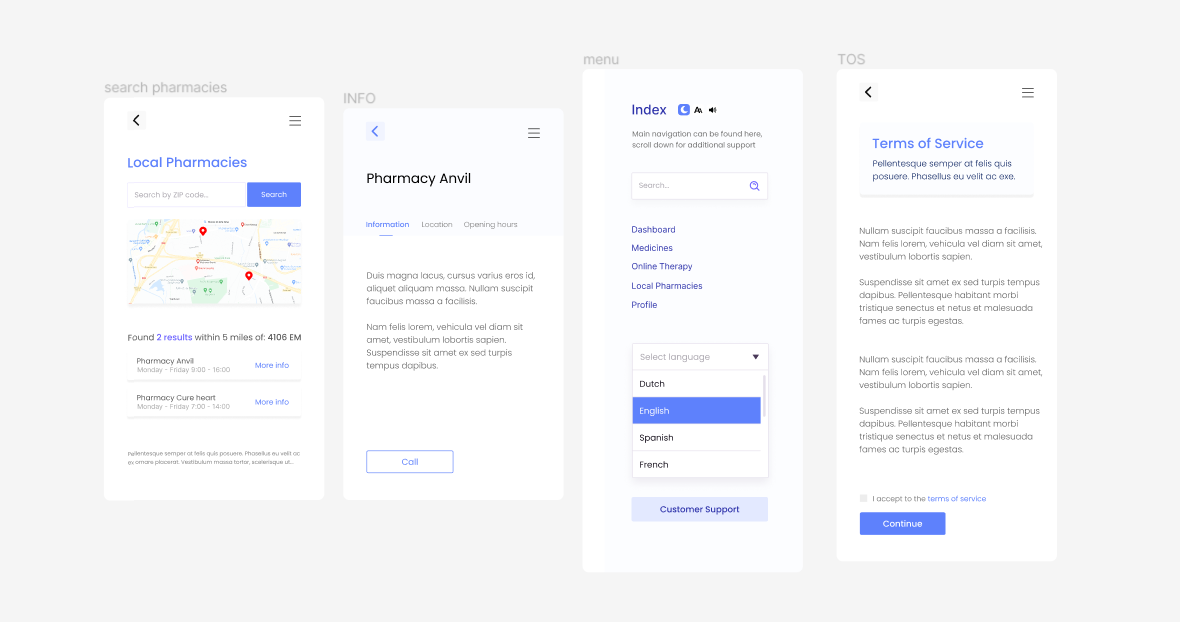 search pharmacies
Local Pharmacies
Search by ZIP code...
Search
Found 2 results within 5 miles of: 4106 EM
Pharmacy Anvil
Monday - Friday 9:00 - 16:00
More info
Pharmacy Cure heart
Monday - Friday 7:00 - 14:00
More info
Pellentesque semper at felis quis posuere. Phasellus eu velit ac
ex ornare placerat. Vestibulum massa tortor, scelerisque ut...
INFO
Pharmacy Anvil
Information
Location
Opening hours
Duis magna lacus, cursus varius eros id,
aliquet aliquam massa. Nullam suscipit
faucibus massa a facilisis.
Nam felis lorem, vehicula vel diam sit
amet, vestibulum lobortis sapien.
Suspendisse sit amet ex sed turpis
tempus dapibus.
Call
menu
Index
AA
Main navigation can be found here,
scroll down for additional support
Search...
Dashboard
Medicines
Online Therapy
Local Pharmacies
Profile
Select language
Dutch
English
Spanish
French
Customer Support
TOS
Terms of Service
Pellentesque semper at felis quis
posuere. Phasellus eu velit ac exe.
Nullam suscipit faucibus massa a facilisis.
Nam felis lorem, vehicula vel diam sit amet,
vestibulum lobortis sapien.
Suspendisse sit amet ex sed turpis tempus
dapibus. Pellentesque habitant morbi
tristique senectus et netus et malesuada
fames ac turpis egestas.
Nullam suscipit faucibus massa a facilisis.
Nam felis lorem, vehicula vel diam sit amet,
vestibulum lobortis sapien.
Suspendisse sit amet ex sed turpis tempus
dapibus. Pellentesque habitant morbi
tristique senectus et netus et malesuada
fames ac turpis egestas.
I accept to the terms of service
Continue